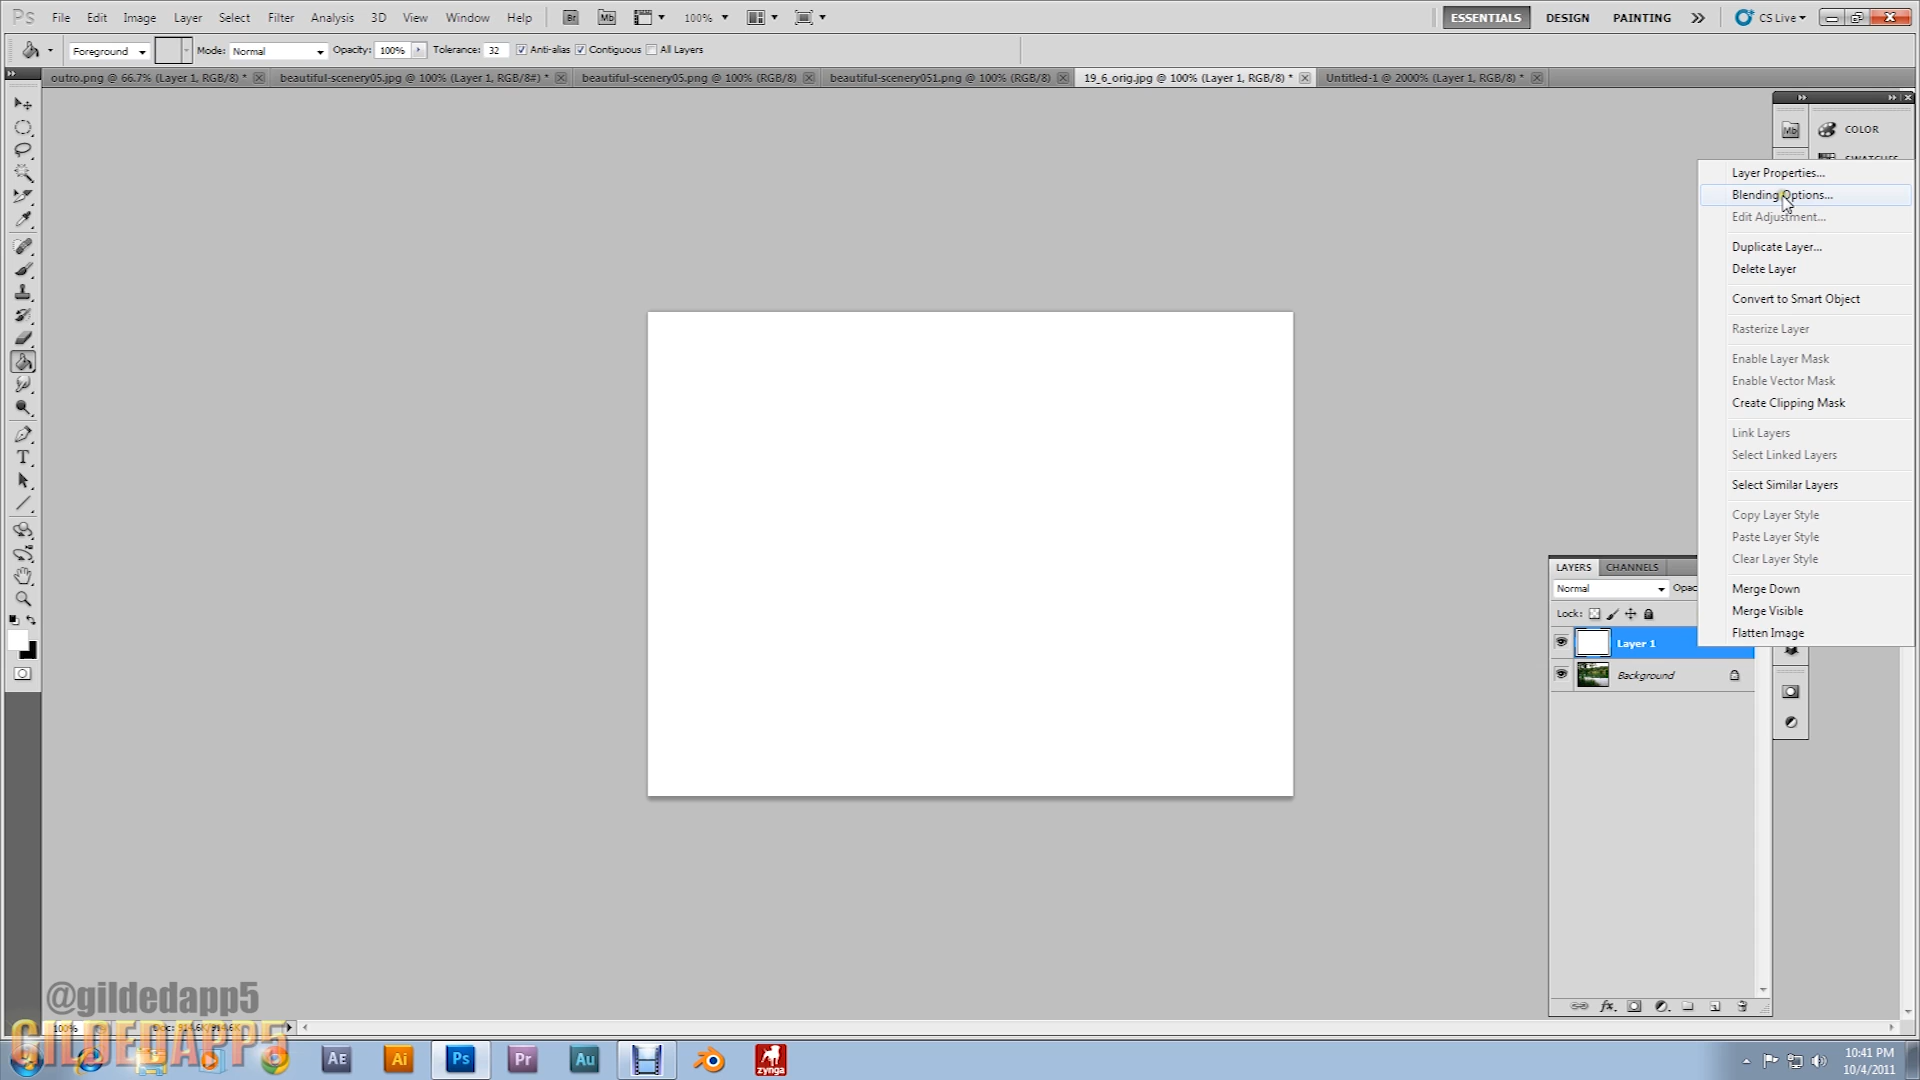 Ps File Edit Image Layer Select Filter Analysis 3D View Window Help Br Mb 100% ESSENTIALS DESIGN PAINTING CS Live
Foreground Mode: Normal Opacity: 100% Tolerance: 32 Anti-alias Contiguous All Layers
outro.png @ 66.7% (Layer 1, RGB/8) * beautiful-scenery05.jpg @ 100% (Layer 1, RGB/8#) * beautiful-scenery05.png @ 100% (RGB/8) beautiful-scenery051.png @ 100% (RGB/8) 19_6_orig.jpg @ 100% (Layer 1, RGB/8) * Untitled-1 @ 2000% (Layer 1, RGB/8) *
Mb COLOR
SWATCHES
Layer Properties...
Blending Options...
Edit Adjustment...
Duplicate Layer...
Delete Layer
Convert to Smart Object
Rasterize Layer
Enable Layer Mask
Enable Vector Mask
Create Clipping Mask
Link Layers
Select Linked Layers
Select Similar Layers
Copy Layer Style
Paste Layer Style
Clear Layer Style
Merge Down
Merge Visible
Flatten Image
LAYERS CHANNELS
Normal Opac
Lock:
Layer 1
Background
T
fx
@gildedapp5
GILDEDAPP5
100%
AE Ai Ps Pr Au zynga
10:41 PM
10/4/2011